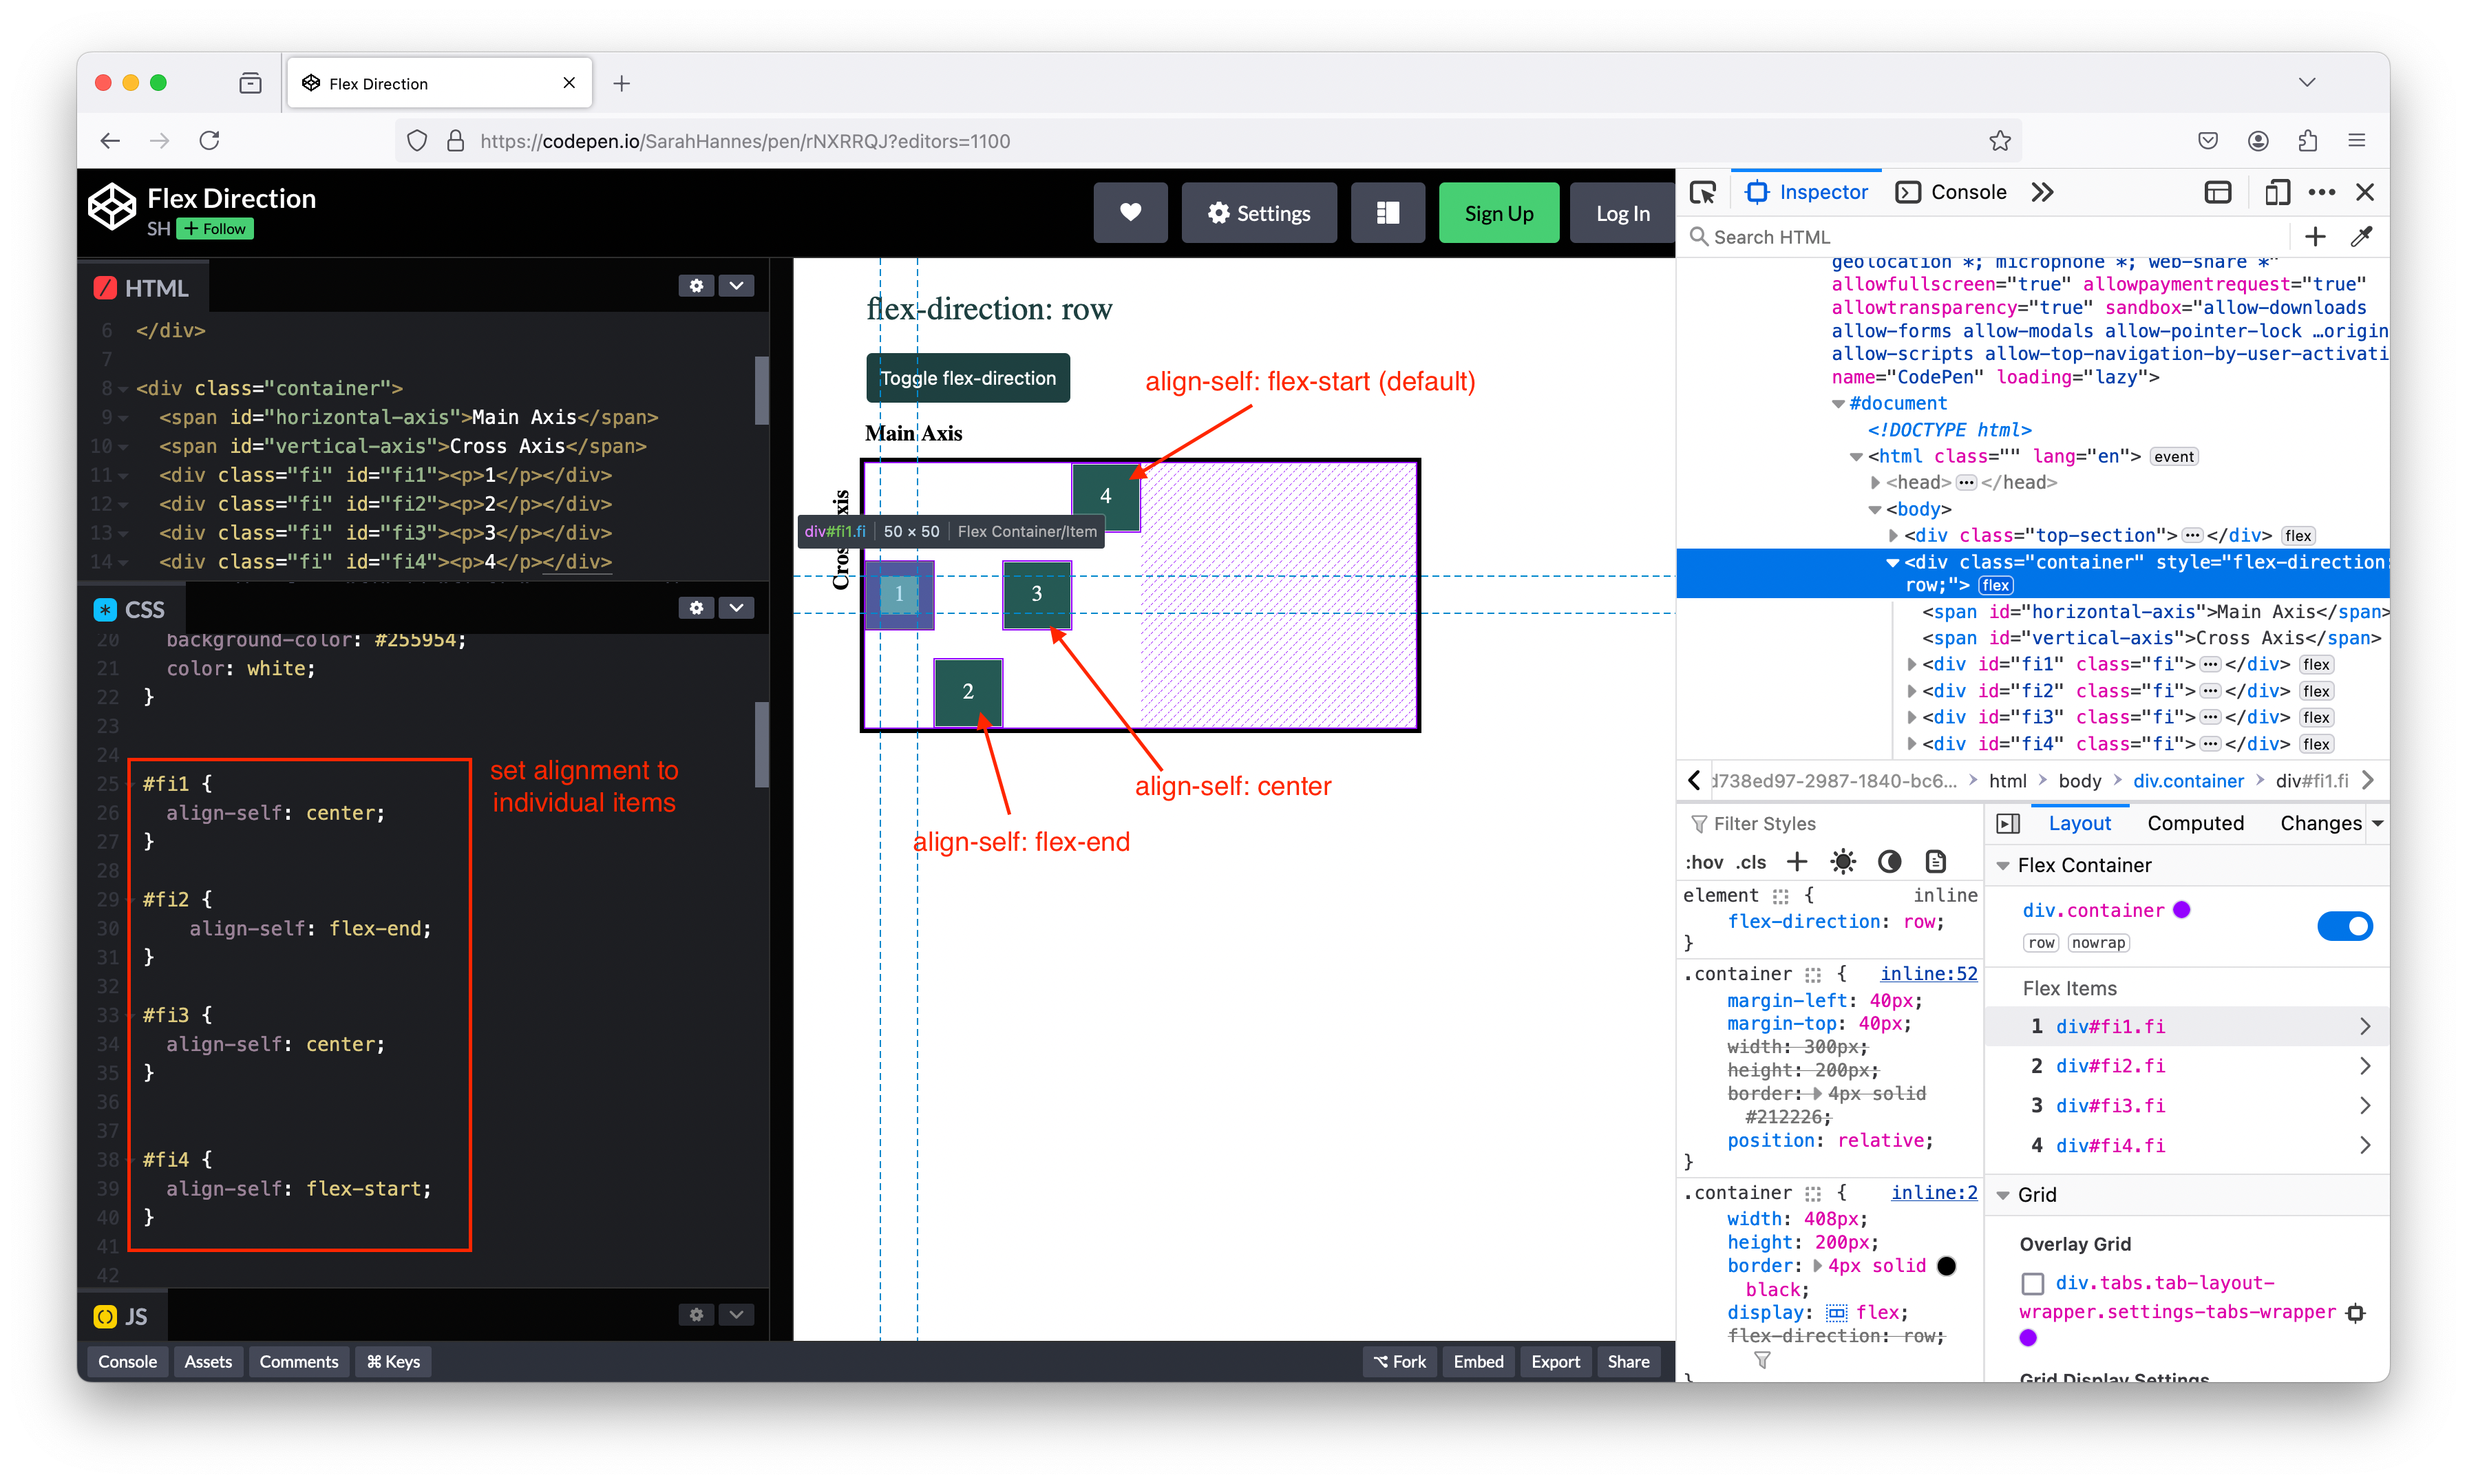 Flex Direction
https://codepen.io/SarahHannes/pen/rNXRRQJ?editors=1100
Flex Direction
SH + Follow
Settings
Sign Up
Log In
HTML
6 </div>
7
8 <div class="container">
9 <span id="horizontal-axis">Main Axis</span>
10 <span id="vertical-axis">Cross Axis</span>
11 <div class="fi" id="fi1"><p>1</p></div>
12 <div class="fi" id="fi2"><p>2</p></div>
13 <div class="fi" id="fi3"><p>3</p></div>
14 <div class="fi" id="fi4"><p>4</p></div>
CSS
20 background-color: #255954;
21 color: white;
22 }
23
24
25 #fi1 {
26 align-self: center;
27 }
28
29 #fi2 {
30 align-self: flex-end;
31 }
32
33 #fi3 {
34 align-self: center;
35 }
36
37
38 #fi4 {
39 align-self: flex-start;
40 }
41
42
set alignment to
individual items
JS
Console Assets Comments ⌘ Keys
Fork Embed Export Share
flex-direction: row
Toggle flex-direction
align-self: flex-start (default)
Main Axis
4
div#fi1.fi 50 × 50 Flex Container/Item
1
3
2
align-self: center
align-self: flex-end
Inspector Console
Search HTML
geolocation *; microphone *; web-share *"
allowfullscreen="true" allowpaymentrequest="true"
allowtransparency="true" sandbox="allow-downloads
allow-forms allow-modals allow-pointer-lock …origin
allow-scripts allow-top-navigation-by-user-activati
name="CodePen" loading="lazy">
#document
<!DOCTYPE html>
<html class="" lang="en"> event
<head> ••• </head>
<body>
<div class="top-section"> ••• </div> flex
<div class="container" style="flex-direction:
row;"> flex
<span id="horizontal-axis">Main Axis</span>
<span id="vertical-axis">Cross Axis</span>
<div id="fi1" class="fi"> ••• </div> flex
<div id="fi2" class="fi"> ••• </div> flex
<div id="fi3" class="fi"> ••• </div> flex
<div id="fi4" class="fi"> ••• </div> flex
d738ed97-2987-1840-bc6… html body div.container div#fi1.fi
Filter Styles
:hov .cls +
element { inline
flex-direction: row;
}
.container { inline:52
margin-left: 40px;
margin-top: 40px;
width: 300px;
height: 200px;
border: 4px solid
#212226;
position: relative;
}
.container { inline:2
width: 408px;
height: 200px;
border: 4px solid
black;
display: flex;
flex-direction: row;
}
Layout Computed Changes
Flex Container
div.container
row nowrap
Flex Items
1 div#fi1.fi
2 div#fi2.fi
3 div#fi3.fi
4 div#fi4.fi
Grid
Overlay Grid
div.tabs.tab-layout-
wrapper.settings-tabs-wrapper
Grid Display Settings